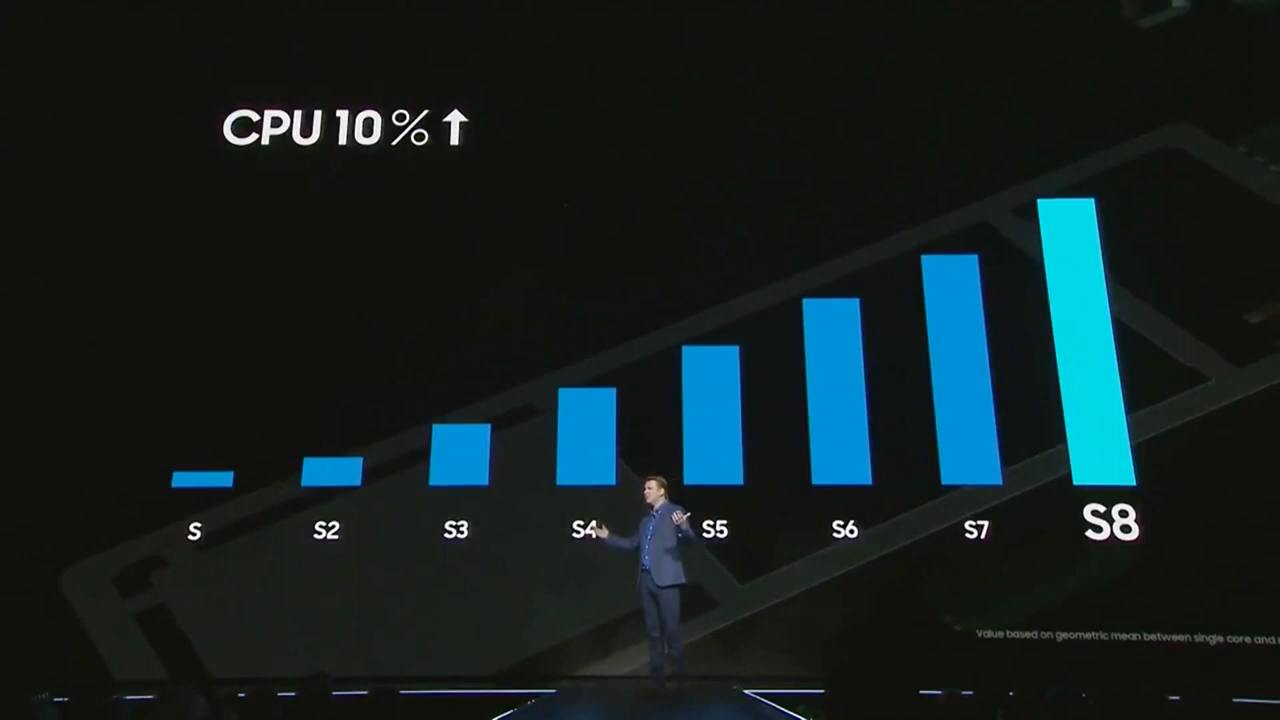 CPU 10% ↑
S S2 S3 S4 S5 S6 S7 S8
Value based on geometric mean between single core and